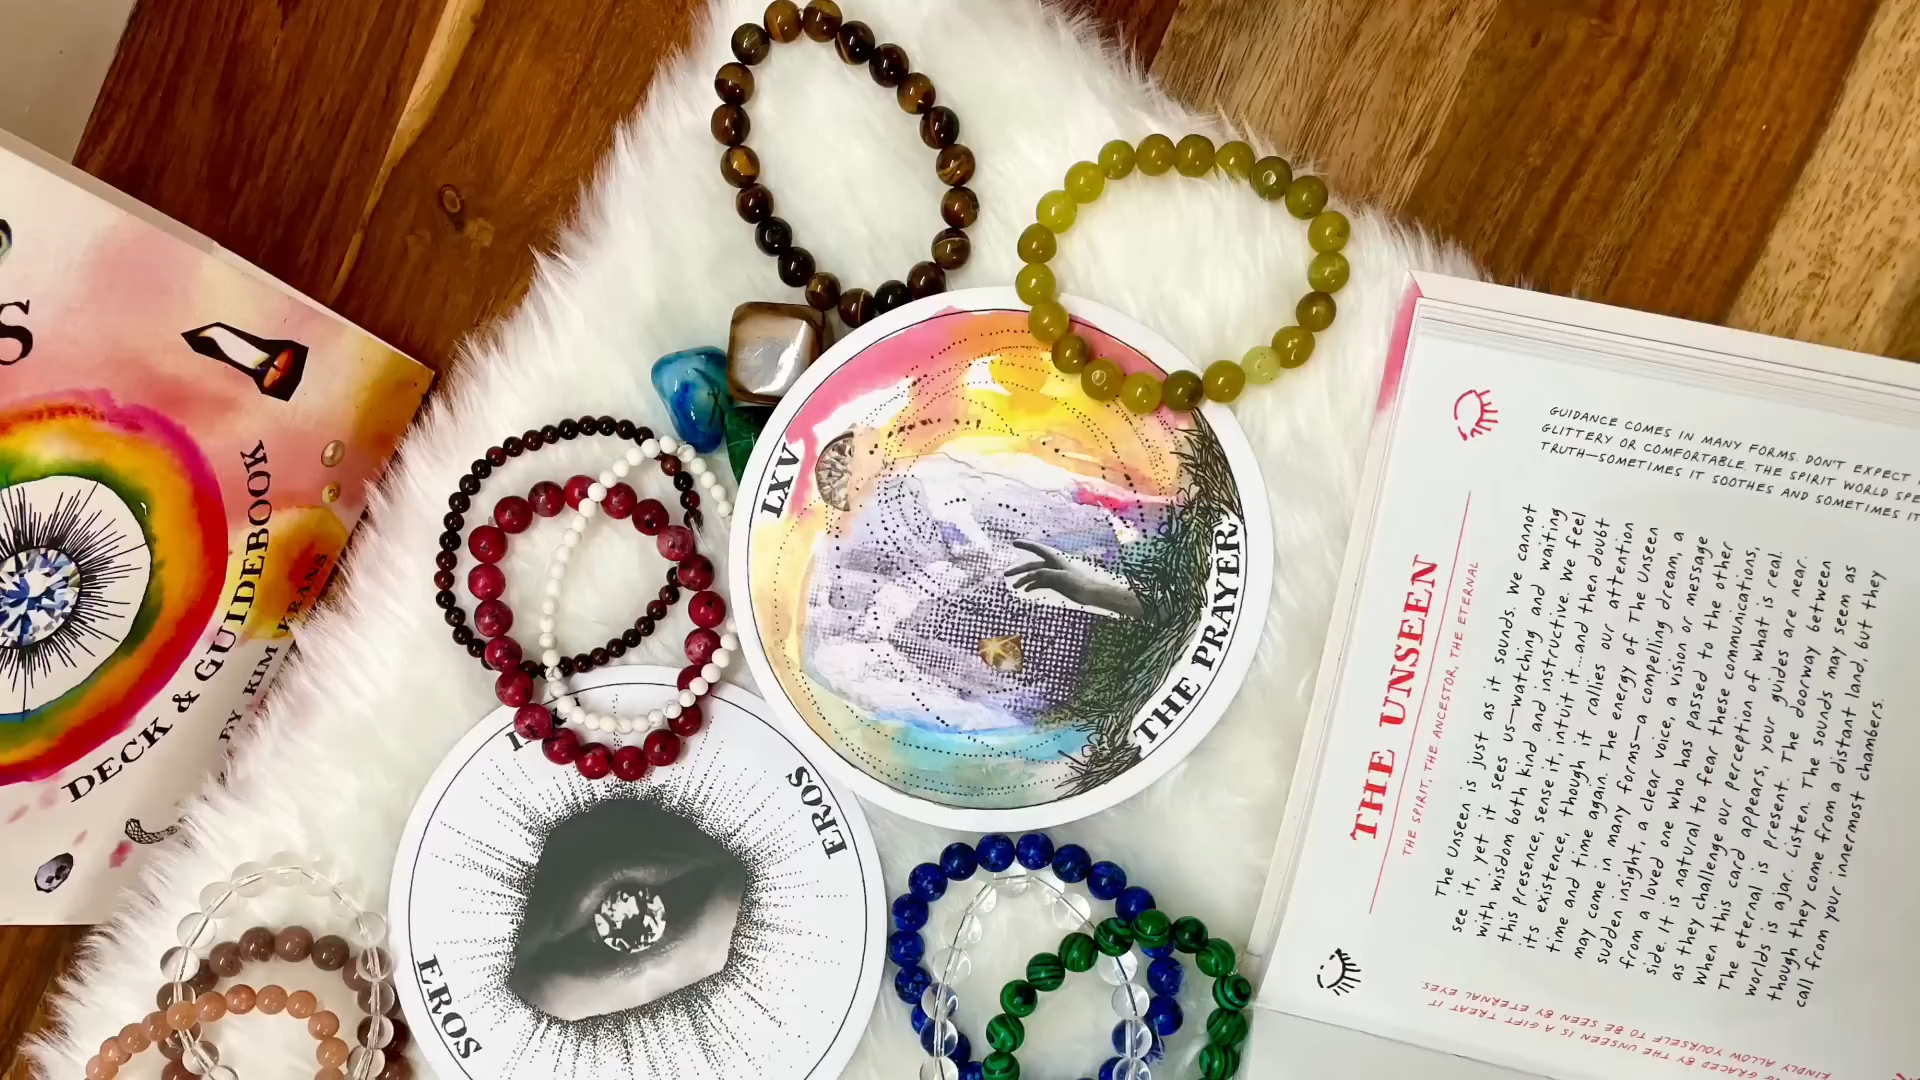 S
DECK & GUIDEBOOK
BY KIM KRANS
LXV
THE PRAYER
EROS
EROS
GUIDANCE COMES IN MANY FORMS. DON'T EXPECT
GLITTERY OR COMFORTABLE. THE SPIRIT WORLD
TRUTH—SOMETIMES IT SOOTHES AND SOMETIMES IT
THE UNSEEN
THE SPIRIT, THE ANCESTOR, THE ETERNAL
The Unseen is just as it sounds. We cannot
see it, yet it sees us—watching and waiting
with wisdom both kind and instructive. We feel
this presence, sense it, intuit it...and then doubt
its existence, though it rallies our attention
time and time again. The energy of The Unseen
may come in many forms—a compelling dream, a
sudden insight, a clear voice, a vision or message
from a loved one who has passed to the other
side. It is natural to fear these communications,
as they challenge our perception of what is real.
When this card appears, your guides are near.
The eternal is present. The doorway between
worlds is ajar. Listen. The sounds may seem as
though they come from a distant land, but they
call from your innermost chambers.
GRACED BY THE UNSEEN IS A GIFT. TREAT IT
KINDLY. ALLOW YOURSELF TO BE SEEN BY ETERNAL EYES